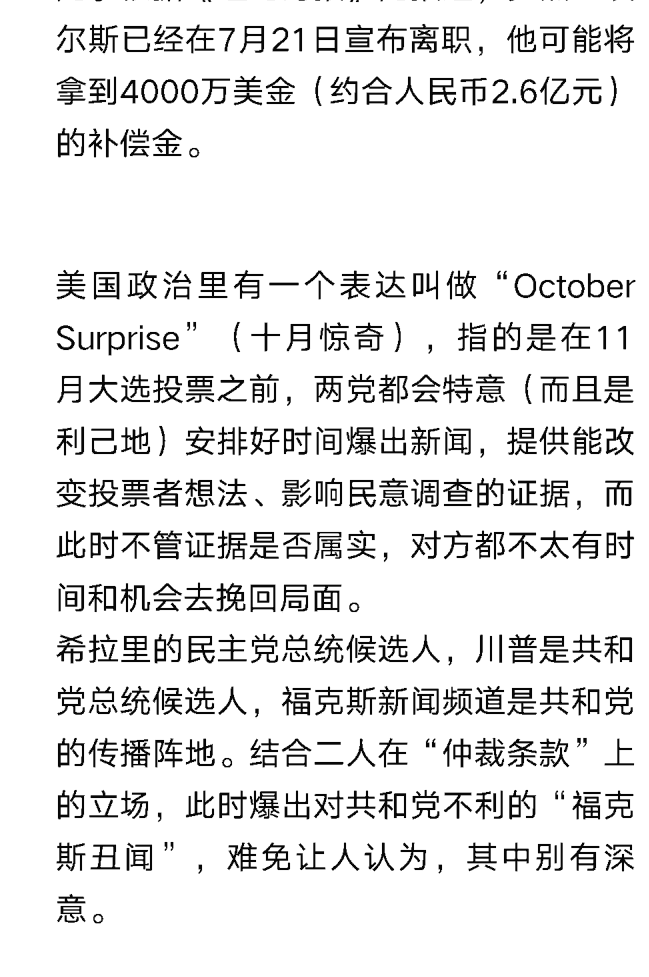 尔斯已经在7月21日宣布离职，他可能将
拿到4000万美金（约合人民币2.6亿元）
的补偿金。
美国政治里有一个表达叫做“October
Surprise”（十月惊奇），指的是在11
月大选投票之前，两党都会特意（而且是
利己地）安排好时间爆出新闻，提供能改
变投票者想法、影响民意调查的证据，而
此时不管证据是否属实，对方都不太有时
间和机会去挽回局面。
希拉里的民主党总统候选人，川普是共和
党总统候选人，福克斯新闻频道是共和党
的传播阵地。结合二人在“仲裁条款”上
的立场，此时爆出对共和党不利的“福克
斯丑闻”，难免让人认为，其中别有深
意。